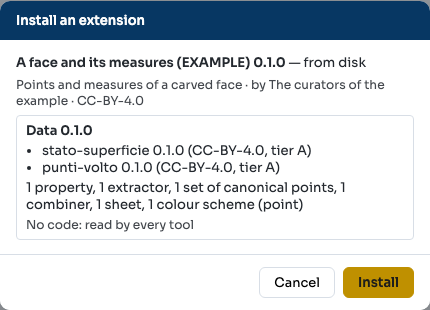 Install an extension
A face and its measures (EXAMPLE) 0.1.0 — from disk
Points and measures of a carved face · by The curators of the
example · CC-BY-4.0
Data 0.1.0
• stato-superficie 0.1.0 (CC-BY-4.0, tier A)
• punti-volto 0.1.0 (CC-BY-4.0, tier A)
1 property, 1 extractor, 1 set of canonical points, 1
combiner, 1 sheet, 1 colour scheme (point)
No code: read by every tool
Cancel Install